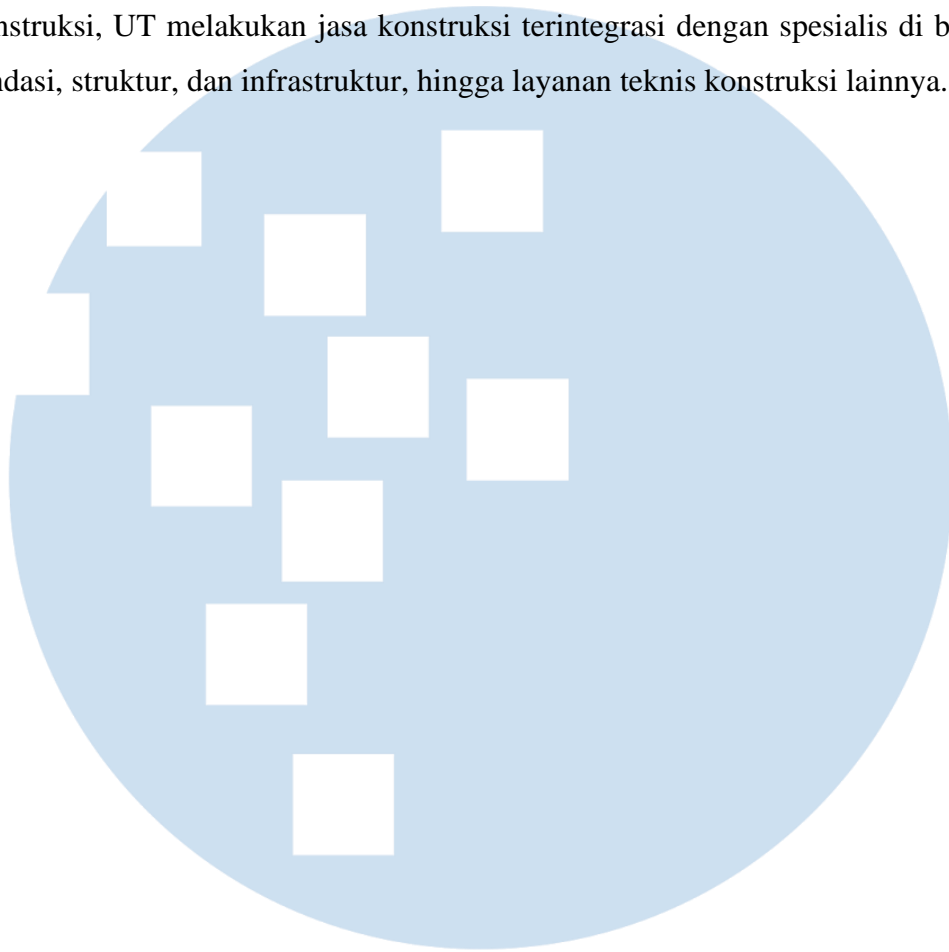 nstruksi, UT melakukan jasa konstruksi terintegrasi dengan spesialis di b
ndasi, struktur, dan infrastruktur, hingga layanan teknis konstruksi lainnya.